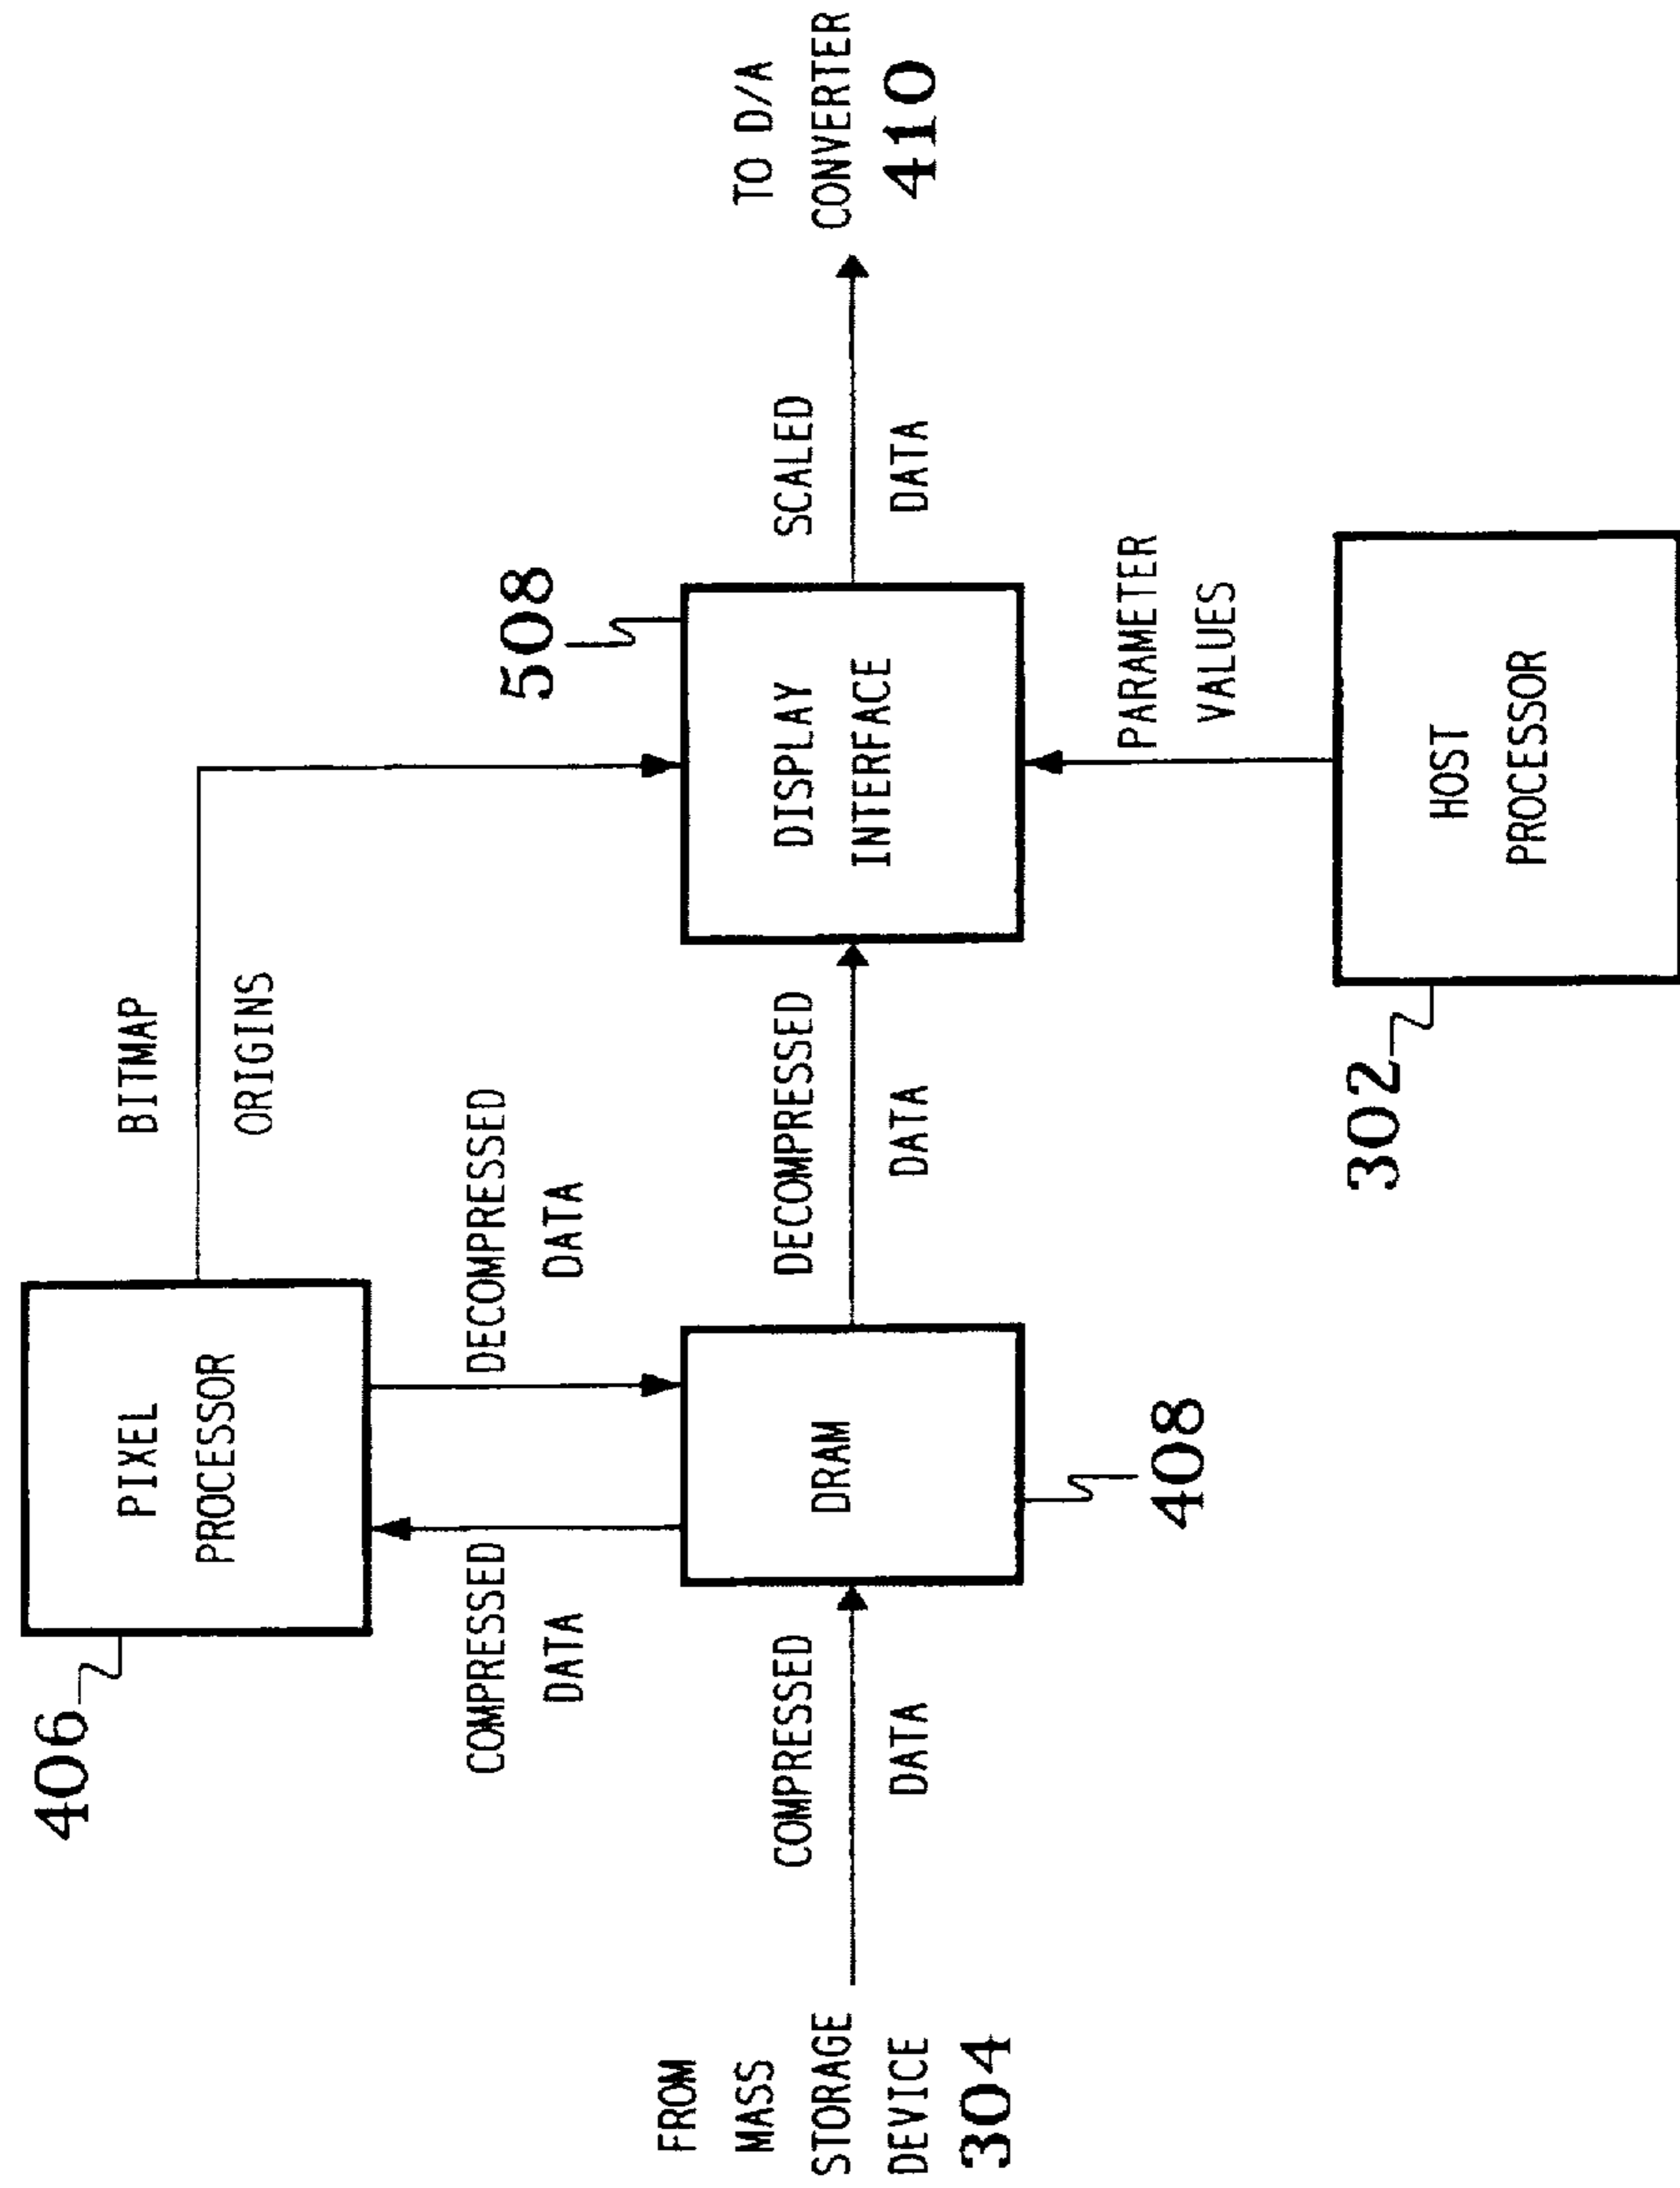 406
PIXEL
PROCESSOR
BITMAP
ORIGINS
COMPRESSED
DATA
DECOMPRESSED
DATA
508
FROM
MASS
STORAGE
DEVICE
304
COMPRESSED
DATA
DRAM
408
DECOMPRESSED
DATA
DISPLAY
INTERFACE
SCALED
DATA
TO D/A
CONVERTER
410
PARAMETER
VALUES
302
HOST
PROCESSOR